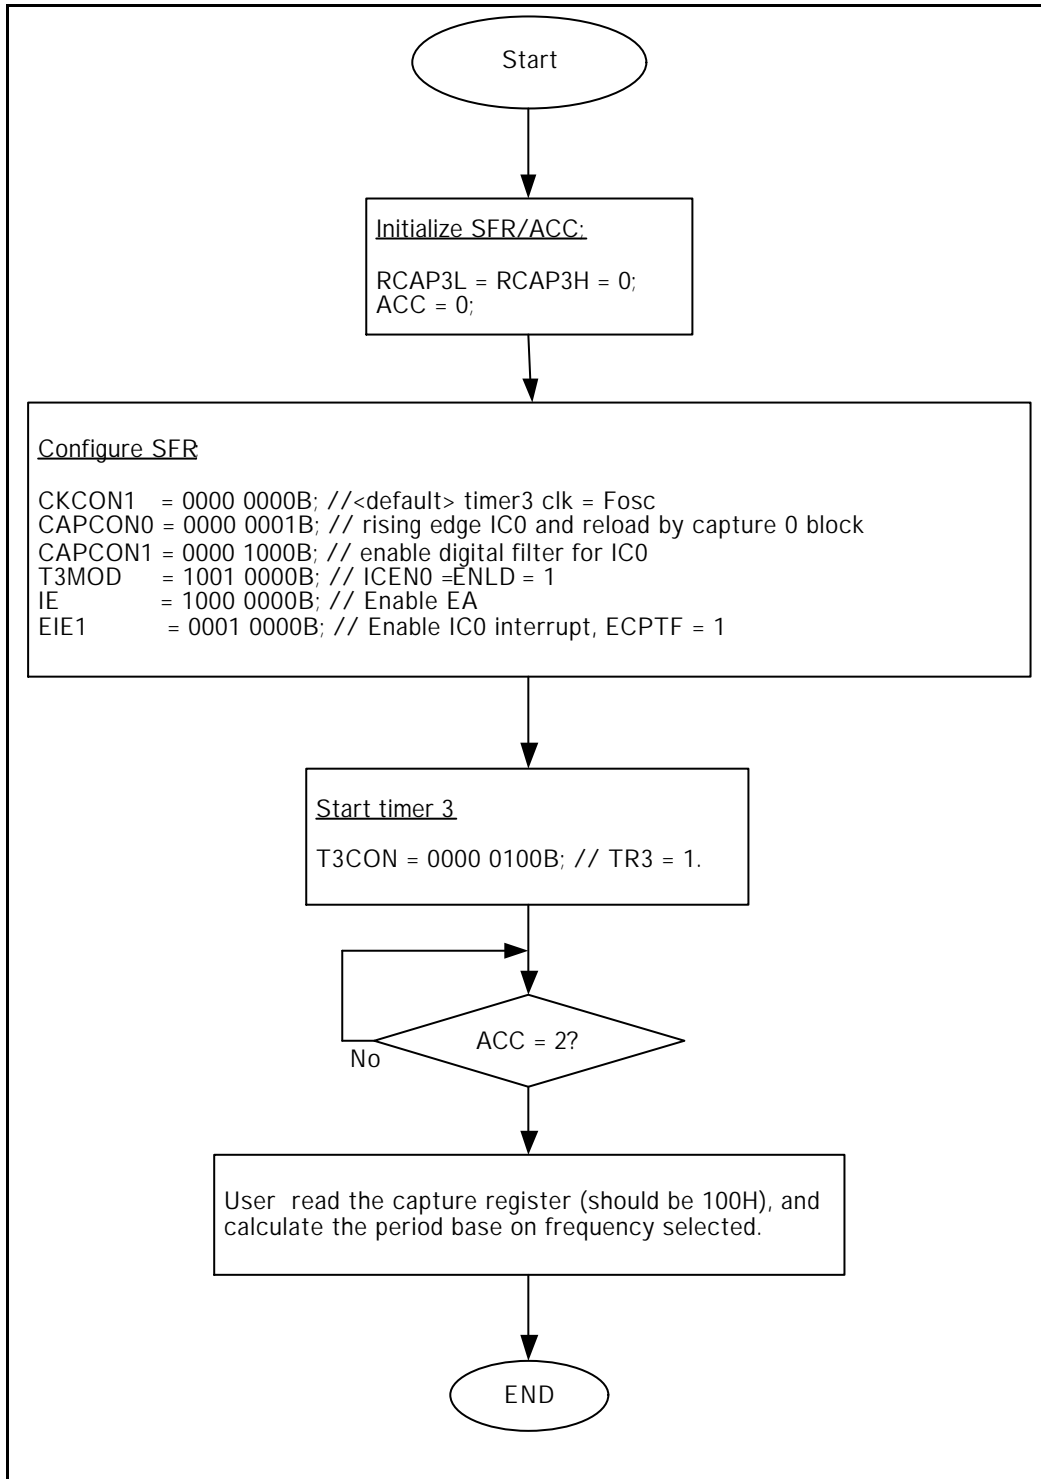 Start
Initialize SFR/ACC;
RCAP3L = RCAP3H = 0;
ACC = 0;
Configure SFR
CKCON1 = 0000 0000B; //<default> timer3 clk = Fosc
CAPCON0 = 0000 0001B; // rising edge IC0 and reload by capture 0 block
CAPCON1 = 0000 1000B; // enable digital filter for IC0
T3MOD = 1001 0000B; // ICEN0 =ENLD = 1
IE = 1000 0000B; // Enable EA
EIE1 = 0001 0000B; // Enable IC0 interrupt, ECPTF = 1
Start timer 3
T3CON = 0000 0100B; // TR3 = 1.
ACC = 2?
No
User read the capture register (should be 100H), and
calculate the period base on frequency selected.
END